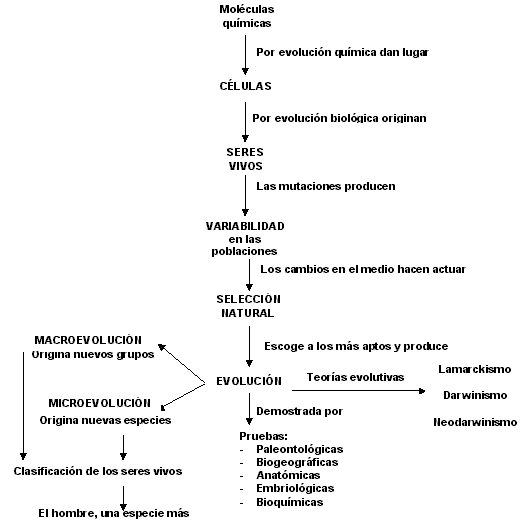 Moléculas
químicas
Por evolución química dan lugar
CÉLULAS
Por evolución biológica originan
SERES
VIVOS
Las mutaciones producen
VARIABILIDAD
en las
poblaciones
Los cambios en el medio hacen actuar
SELECCIÓN
NATURAL
Escoge a los más aptos y produce
MACROEVOLUCIÓN
Origina nuevos grupos
MICROEVOLUCIÓN
Origina nuevas especies
EVOLUCIÓN
Teorías evolutivas
Lamarckismo
Darwinismo
Neodarwinismo
Demostrada por
Pruebas:
- Paleontológicas
- Biogeográficas
- Anatómicas
- Embriológicas
- Bioquímicas
Clasificación de los seres vivos
El hombre, una especie más